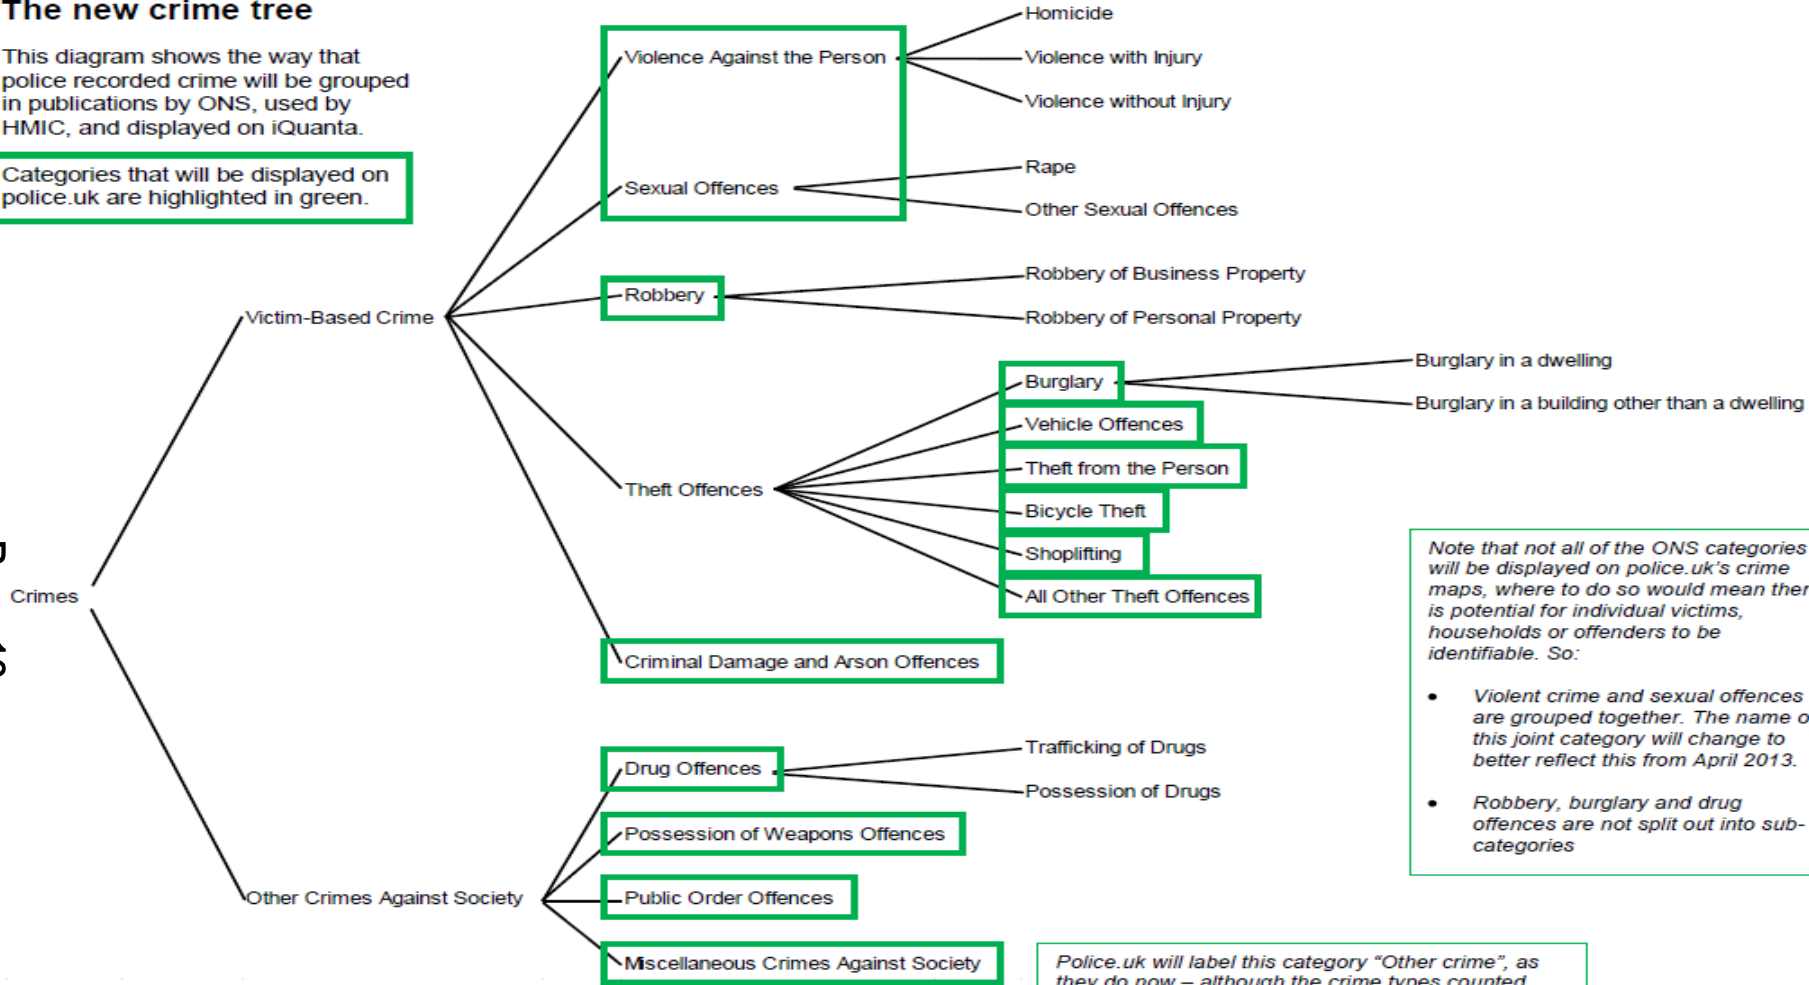 The new crime tree
This diagram shows the way that
police recorded crime will be grouped
in publications by ONS, used by
HMIC, and displayed on iQuanta.
Categories that will be displayed on
police.uk are highlighted in green.
Crimes
Victim-Based Crime
Violence Against the Person
Homicide
Violence with Injury
Violence without Injury
Sexual Offences
Rape
Other Sexual Offences
Robbery
Robbery of Business Property
Robbery of Personal Property
Theft Offences
Burglary
Burglary in a dwelling
Burglary in a building other than a dwelling
Vehicle Offences
Theft from the Person
Bicycle Theft
Shoplifting
All Other Theft Offences
Criminal Damage and Arson Offences
Other Crimes Against Society
Drug Offences
Trafficking of Drugs
Possession of Drugs
Possession of Weapons Offences
Public Order Offences
Miscellaneous Crimes Against Society
Note that not all of the ONS categories
will be displayed on police.uk's crime
maps, where to do so would mean ther
is potential for individual victims,
households or offenders to be
identifiable. So:
• Violent crime and sexual offences
are grouped together. The name o
this joint category will change to
better reflect this from April 2013.
• Robbery, burglary and drug
offences are not split out into sub-
categories
Police.uk will label this category "Other crime", as
they do now – although the crime types counted